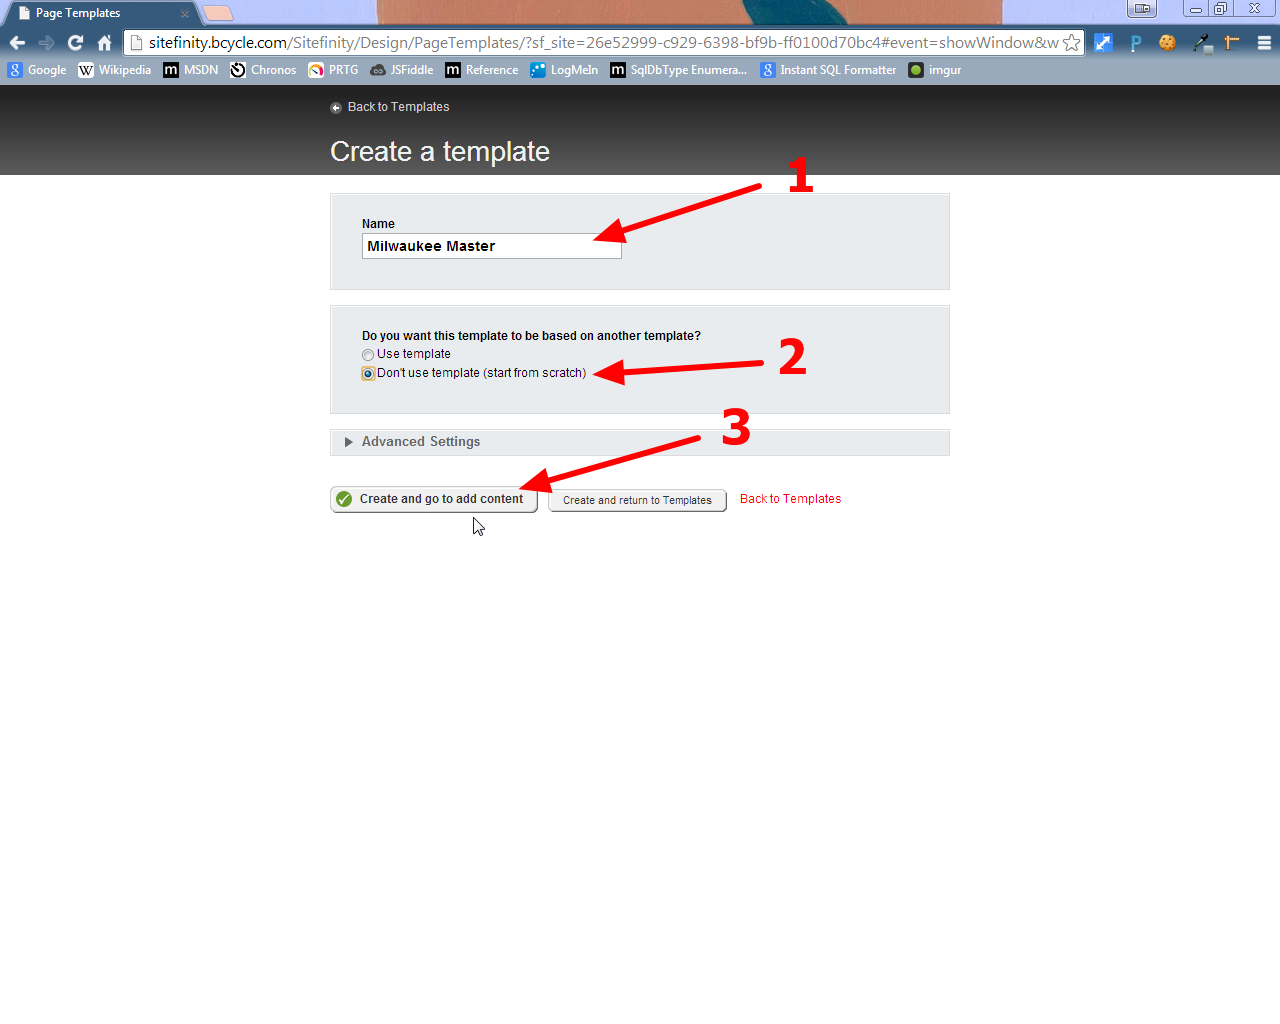 Page Templates
sitefinity.bcycle.com/Sitefinity/Design/PageTemplates/?sf_site=26e52999-c929-6398-bf9b-ff0100d70bc4#event=showWindow&w
Google Wikipedia MSDN Chronos PRTG JSFiddle Reference LogMeIn SqlDbType Enumera... Instant SQL Formatter imgur
Back to Templates
Create a template
1
Name
Milwaukee Master
Do you want this template to be based on another template?
Use template
2
Don't use template (start from scratch)
3
Advanced Settings
Create and go to add content Create and return to Templates Back to Templates